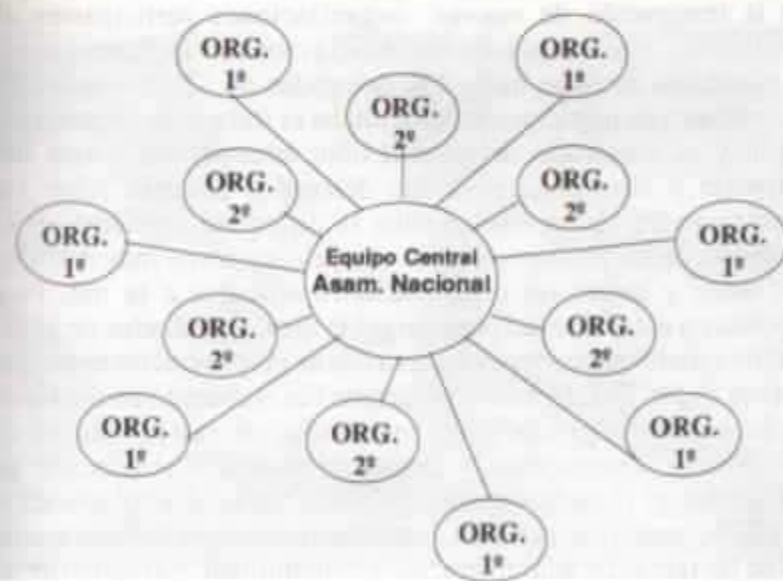 ORG.
1º
ORG.
1º
ORG.
2º
ORG.
2º
ORG.
2º
ORG.
1º
ORG.
1º
Equipo Central
Asam. Nacional
ORG.
2º
ORG.
2º
ORG.
1º
ORG.
2º
ORG.
1º
ORG.
1º